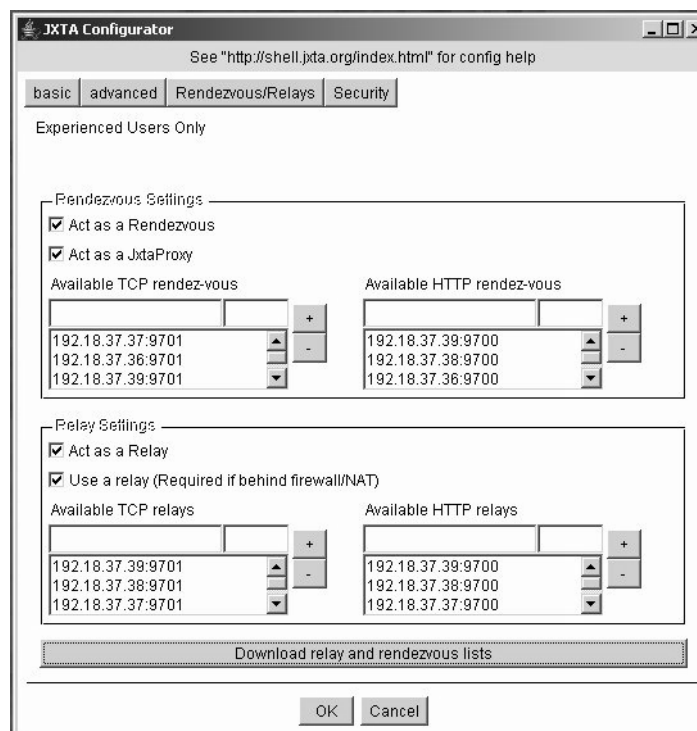 JXTA Configurator
See "http://shell.jxta.org/index.html" for config help
basic advanced Rendezvous/Relays Security
Experienced Users Only
Rendezvous Settings
Act as a Rendezvous
Act as a JxtaProxy
Available TCP rendez-vous Available HTTP rendez-vous
+ +
192.18.37.37:9701 192.18.37.39:9700
- -
192.18.37.36:9701 192.18.37.38:9700
192.18.37.39:9701 192.18.37.36:9700
Relay Settings
Act as a Relay
Use a relay (Required if behind firewall/NAT)
Available TCP relays Available HTTP relays
+ +
192.18.37.39:9701 192.18.37.39:9700
- -
192.18.37.38:9701 192.18.37.38:9700
192.18.37.37:9701 192.18.37.37:9700
Download relay and rendezvous lists
OK Cancel